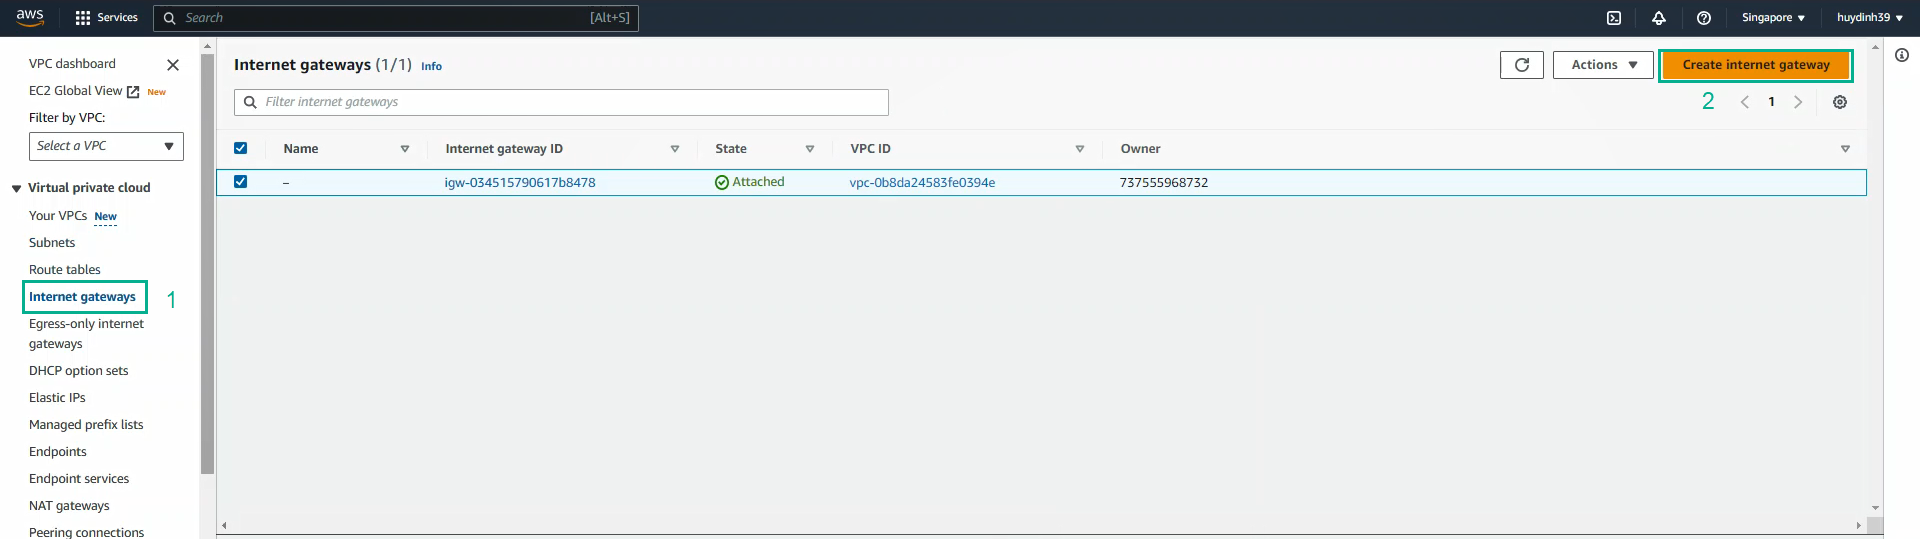 aws Services Search [Alt+S] Singapore huydinh39
VPC dashboard
EC2 Global View New
Filter by VPC:
Select a VPC
Virtual private cloud
Your VPCs New
Subnets
Route tables
Internet gateways 1
Egress-only internet
gateways
DHCP option sets
Elastic IPs
Managed prefix lists
Endpoints
Endpoint services
NAT gateways
Peering connections
Internet gateways (1/1) Info Actions Create internet gateway
Filter internet gateways 2 1
Name Internet gateway ID State VPC ID Owner
– igw-034515790617b8478 Attached vpc-0b8da24583fe0394e 737555968732